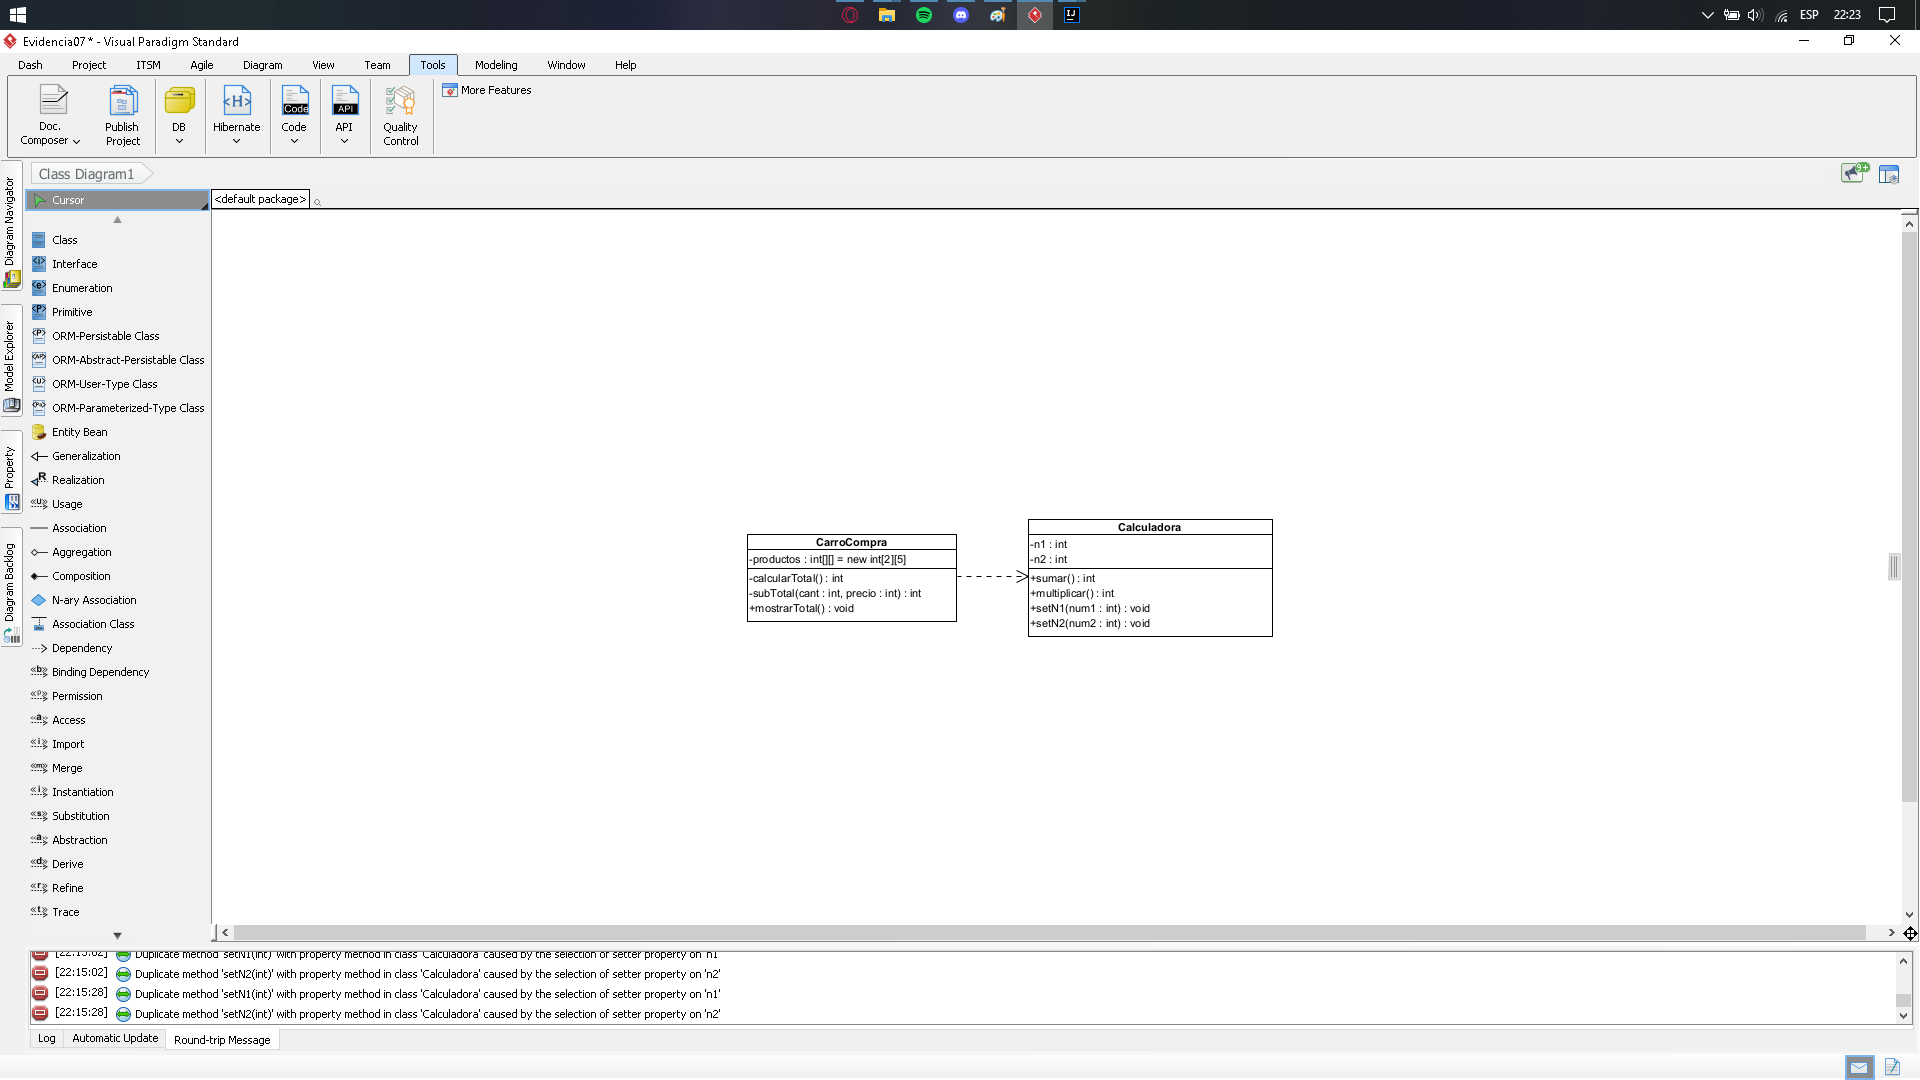 ESP 22:23
Evidencia07 * - Visual Paradigm Standard
Dash Project ITSM Agile Diagram View Team Tools Modeling Window Help
Doc. Composer
Publish Project
DB
Hibernate
Code
API
Quality Control
More Features
Class Diagram1
9+
Diagram Navigator
Model Explorer
Property
Diagram Backlog
Cursor
<default package>
Class
Interface
Enumeration
Primitive
ORM-Persistable Class
ORM-Abstract-Persistable Class
ORM-User-Type Class
ORM-Parameterized-Type Class
Entity Bean
Generalization
Realization
Usage
Association
Aggregation
Composition
N-ary Association
Association Class
Dependency
Binding Dependency
Permission
Access
Import
Merge
Instantiation
Substitution
Abstraction
Derive
Refine
Trace
CarroCompra
-productos : int[][] = new int[2][5]
-calcularTotal() : int
-subTotal(cant : int, precio : int) : int
+mostrarTotal() : void
Calculadora
-n1 : int
-n2 : int
+sumar() : int
+multiplicar() : int
+setN1(num1 : int) : void
+setN2(num2 : int) : void
[22:15:02] Duplicate method 'setN1(int)' with property method in class 'Calculadora' caused by the selection of setter property on 'n1'
[22:15:02] Duplicate method 'setN2(int)' with property method in class 'Calculadora' caused by the selection of setter property on 'n2'
[22:15:28] Duplicate method 'setN1(int)' with property method in class 'Calculadora' caused by the selection of setter property on 'n1'
[22:15:28] Duplicate method 'setN2(int)' with property method in class 'Calculadora' caused by the selection of setter property on 'n2'
Log Automatic Update Round-trip Message